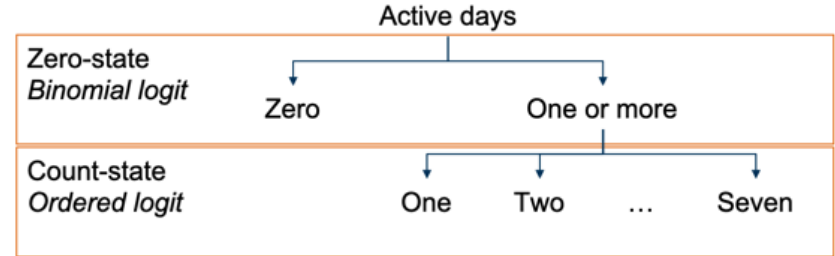 Active days
Zero-state
Binomial logit
Zero One or more
Count-state
Ordered logit
One Two … Seven